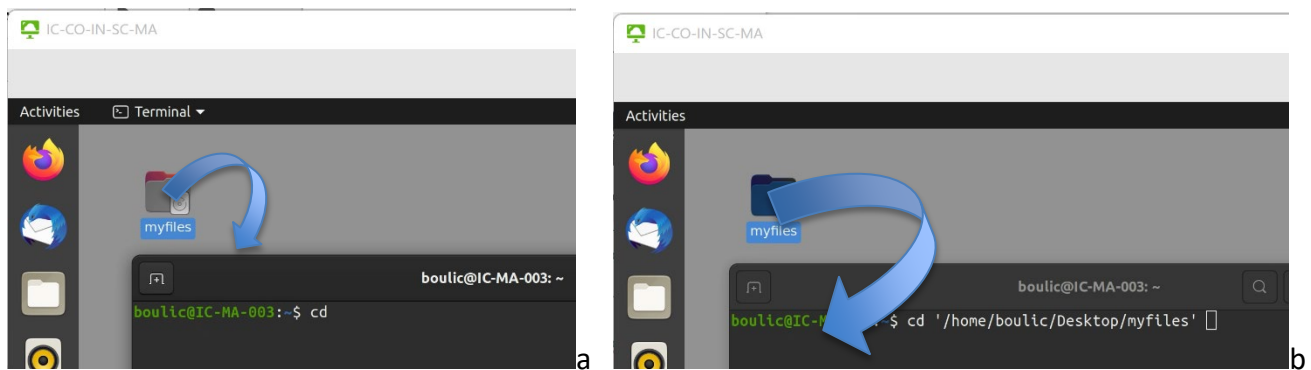 IC-CO-IN-SC-MA
Activities Terminal
myfiles
boulic@IC-MA-003: ~
boulic@IC-MA-003:~$ cd
a
IC-CO-IN-SC-MA
Activities
myfiles
boulic@IC-MA-003: ~
boulic@IC- $ cd '/home/boulic/Desktop/myfiles'
b